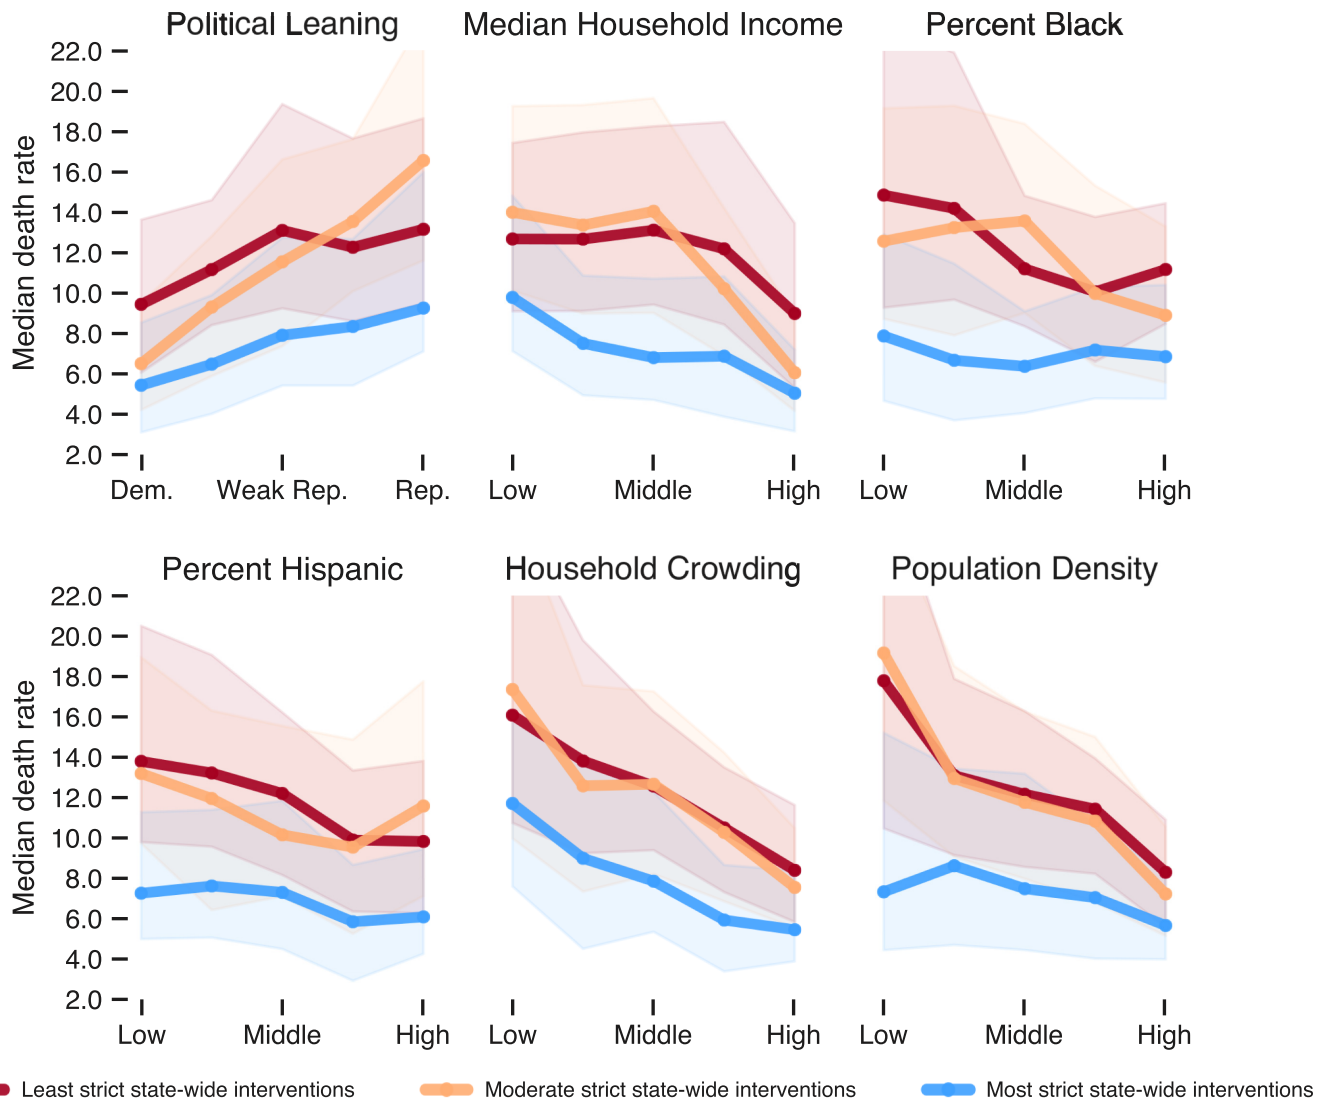 Political Leaning
Median Household Income
Percent Black
Median death rate
22.0
20.0
18.0
16.0
14.0
12.0
10.0
8.0
6.0
4.0
2.0
Dem. Weak Rep. Rep.
Low Middle High
Low Middle High
Percent Hispanic
Household Crowding
Population Density
Median death rate
22.0
20.0
18.0
16.0
14.0
12.0
10.0
8.0
6.0
4.0
2.0
Low Middle High
Low Middle High
Low Middle High
Least strict state-wide interventions
Moderate strict state-wide interventions
Most strict state-wide interventions